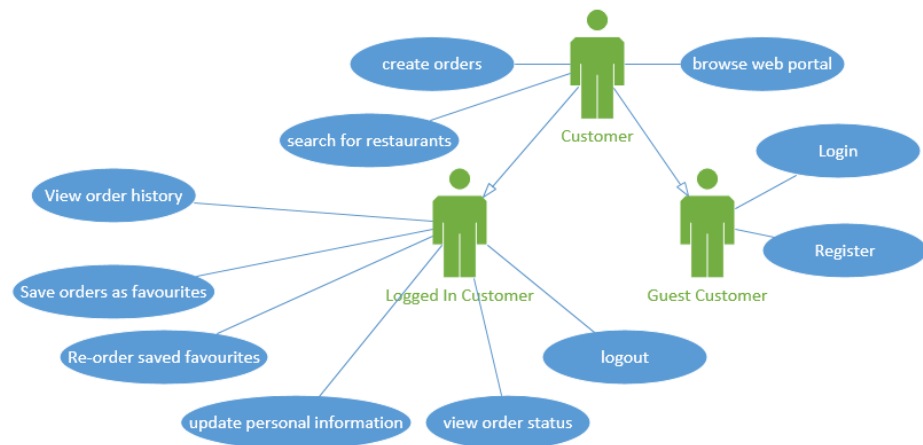 create orders
browse web portal
search for restaurants
Customer
Login
View order history
Register
Save orders as favourites
Logged In Customer
Guest Customer
Re-order saved favourites
logout
update personal information
view order status